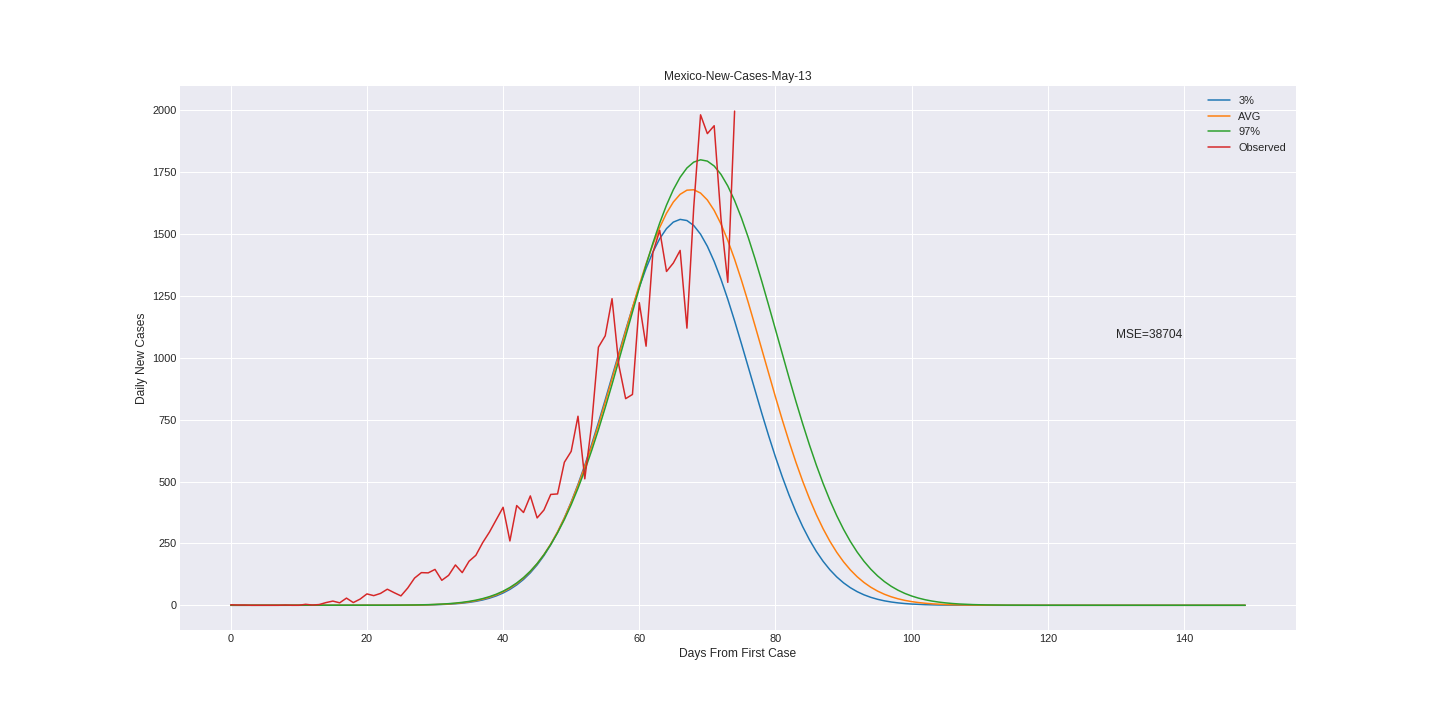 Mexico-New-Cases-May-13
3%
AVG
97%
Observed
2000
1750
1500
1250
1000
750
500
250
0
Daily New Cases
MSE=38704
0 20 40 60 80 100 120 140
Days From First Case